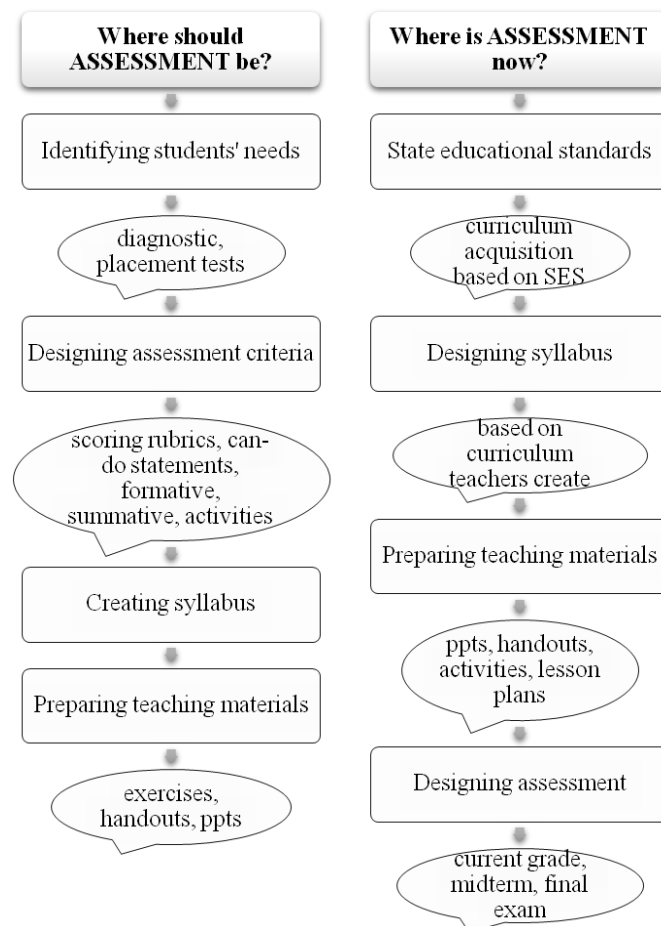 Where should
ASSESSMENT be?
Identifying students' needs
diagnostic,
placement tests
Designing assessment criteria
scoring rubrics, can-
do statements,
formative,
summative, activities
Creating syllabus
Preparing teaching materials
exercises,
handouts, ppts
Where is ASSESSMENT
now?
State educational standards
curriculum
acquisition
based on SES
Designing syllabus
based on
curriculum
teachers create
Preparing teaching materials
ppts, handouts,
activities, lesson
plans
Designing assessment
current grade,
midterm, final
exam